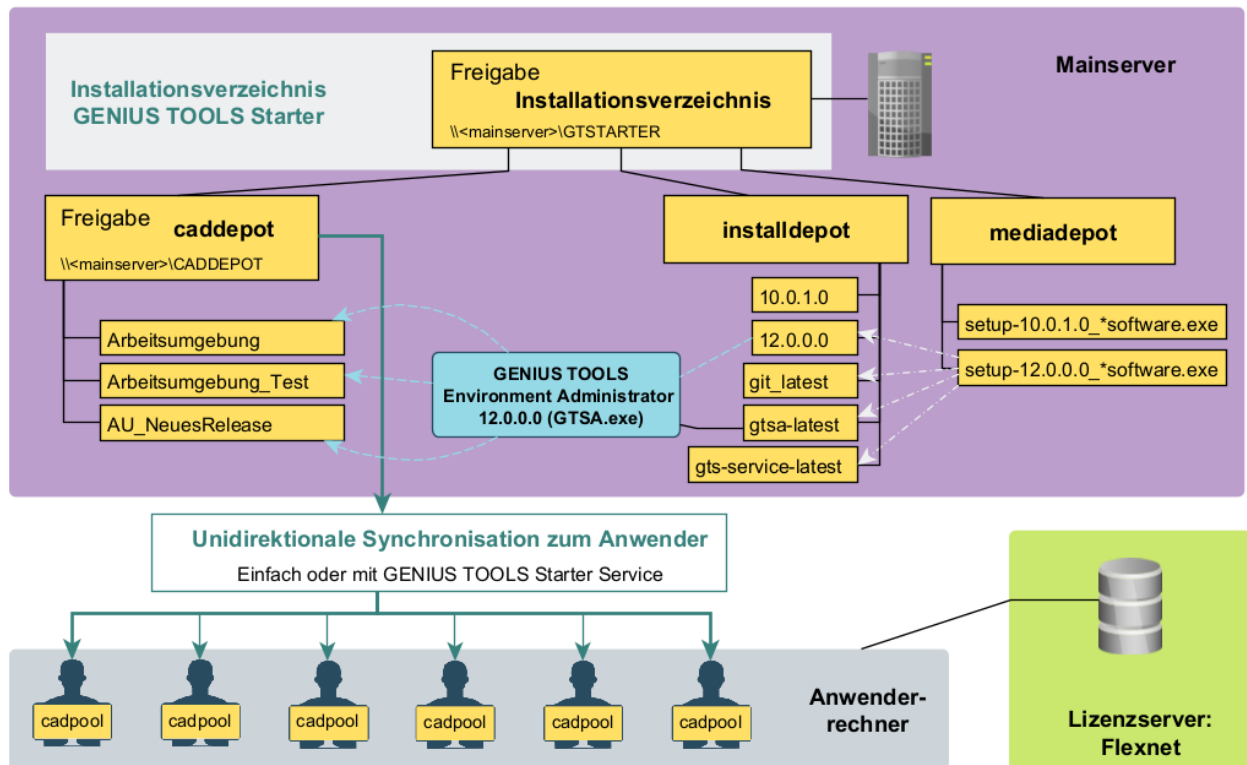 Mainserver
Installationsverzeichnis
GENIUS TOOLS Starter
Freigabe
Installationsverzeichnis
\\<mainserver>\GTSTARTER
Freigabe
caddepot
\\<mainserver>\CADDEPOT
Arbeitsumgebung
Arbeitsumgebung_Test
AU_NeuesRelease
GENIUS TOOLS
Environment Administrator
12.0.0.0 (GTSA.exe)
installdepot
10.0.1.0
12.0.0.0
git_latest
gtsa-latest
gts-service-latest
mediadepot
setup-10.0.1.0_*software.exe
setup-12.0.0.0_*software.exe
Unidirektionale Synchronisation zum Anwender
Einfach oder mit GENIUS TOOLS Starter Service
cadpool
cadpool
cadpool
cadpool
cadpool
cadpool
Anwender-
rechner
Lizenzserver:
Flexnet